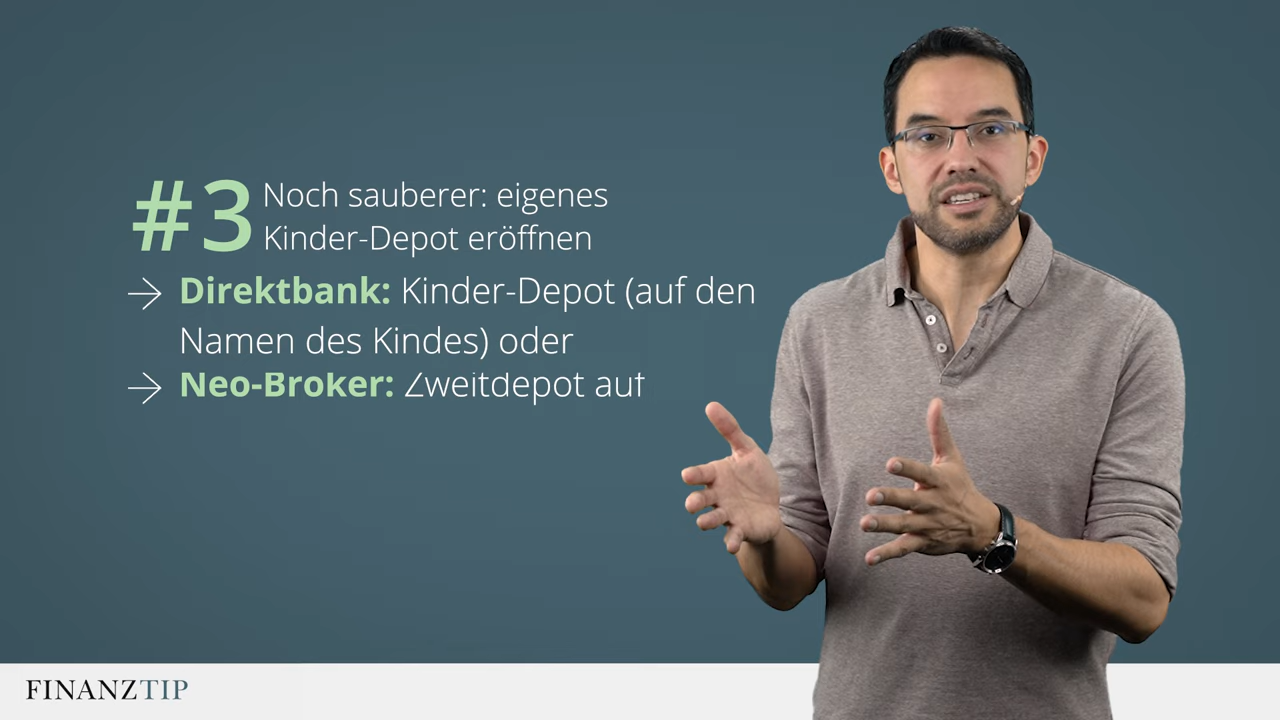 #3 Noch sauberer: eigenes
Kinder-Depot eröffnen
→ Direktbank: Kinder-Depot (auf den
Namen des Kindes) oder
→ Neo-Broker: Zweitdepot auf
FINANZTIP